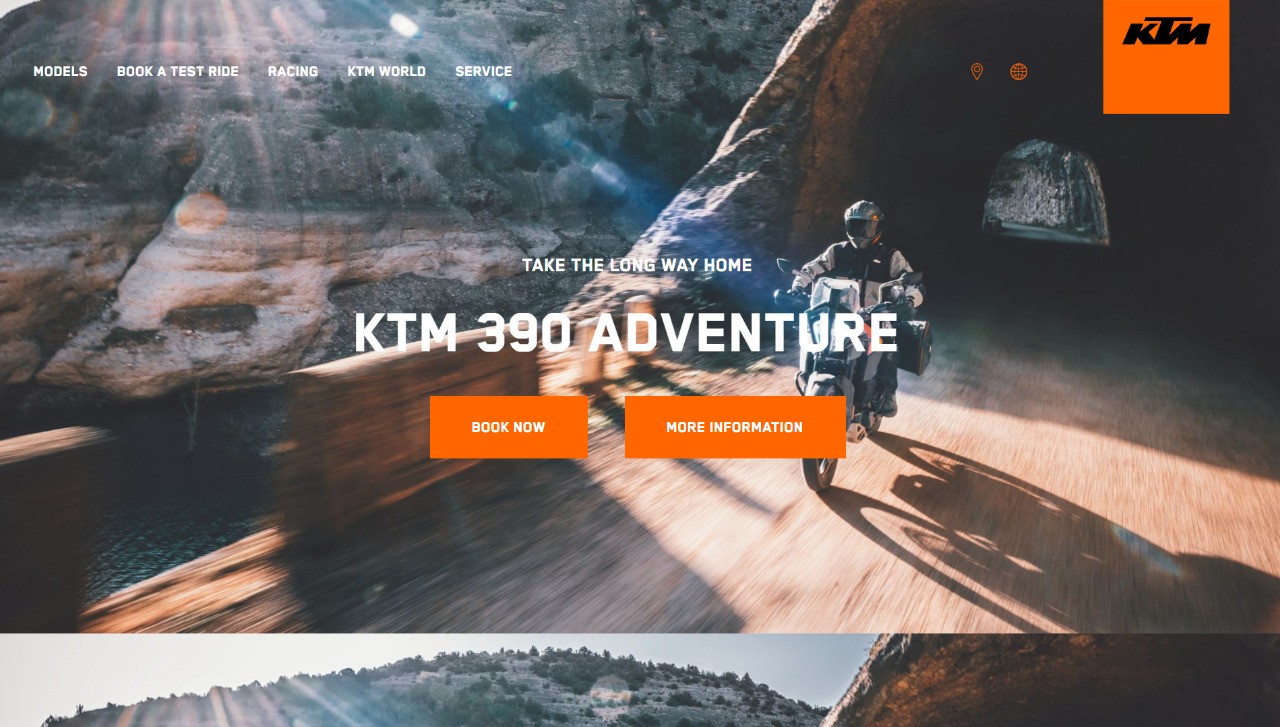 KTM
MODELS
BOOK A TEST RIDE
RACING
KTM WORLD
SERVICE
TAKE THE LONG WAY HOME
KTM 390 ADVENTURE
BOOK NOW
MORE INFORMATION